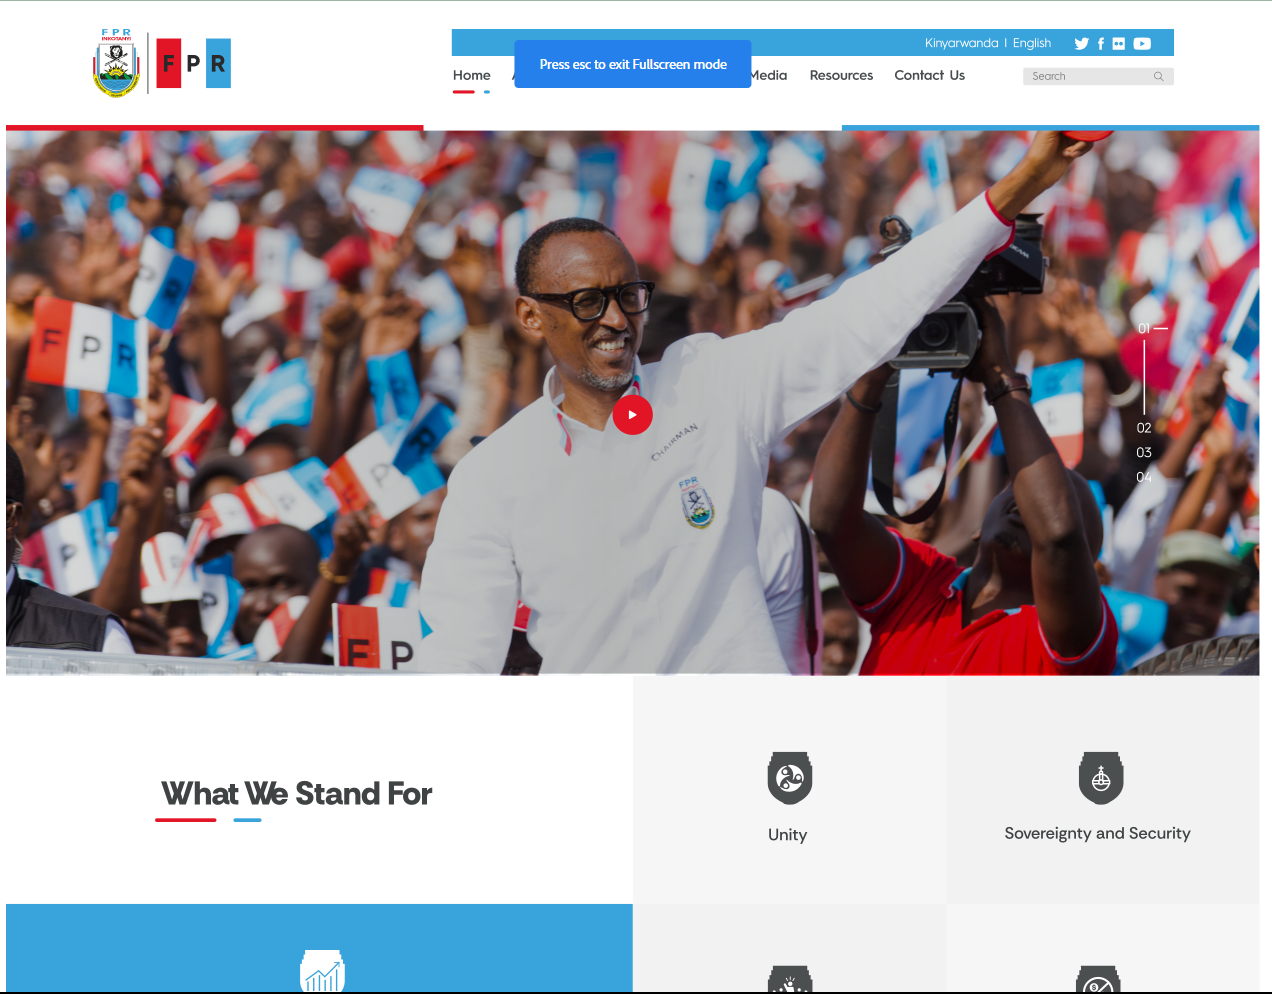 FPR
INKOTANYI
F P R
Kinyarwanda | English
Press esc to exit Fullscreen mode
Home
Media
Resources
Contact Us
Search
01
02
03
04
P R
F P R
CHAIRMAN
FPR
P R
P
F P
What We Stand For
Unity
Sovereignty and Security